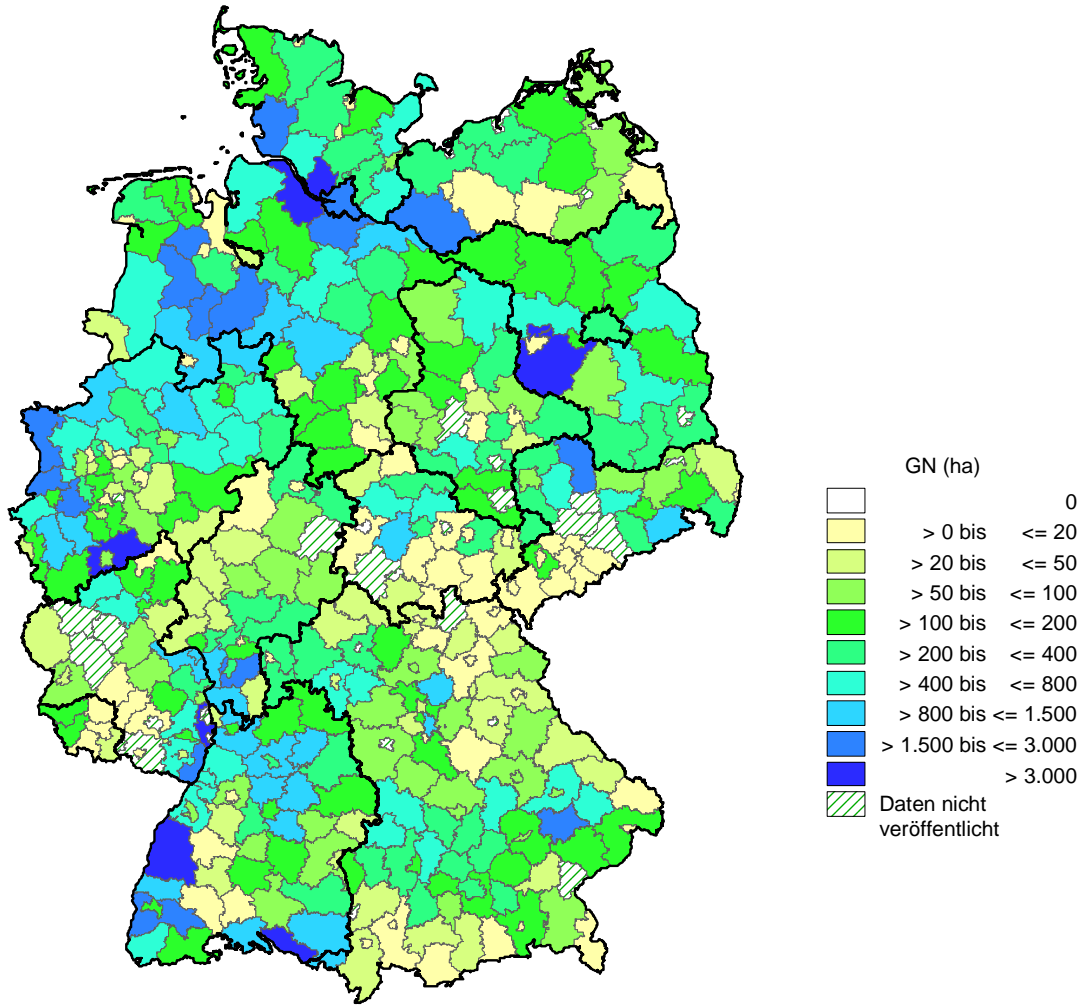 GN (ha)
0
> 0 bis <= 20
> 20 bis <= 50
> 50 bis <= 100
> 100 bis <= 200
> 200 bis <= 400
> 400 bis <= 800
> 800 bis <= 1.500
> 1.500 bis <= 3.000
> 3.000
Daten nicht
veröffentlicht